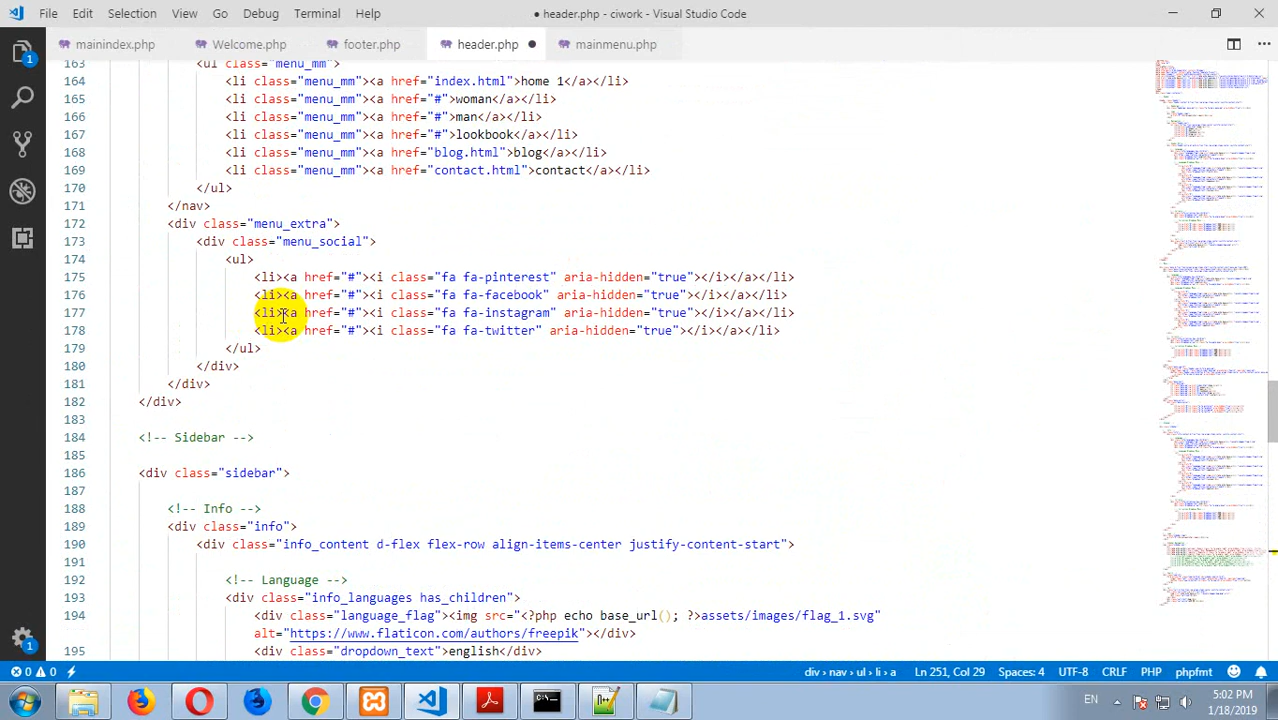 File Edit Selection View Go Debug Terminal Help
● header.php - ciwork - Visual Studio Code
mainindex.php Welcome.php footer.php header.php ● mainmenu.php
163 <ul class="menu_mm">
164 <li class="menu_mm"><a href="index.html">home 1</a></li>
165 <li class="menu_mm"><a href="#">woman</a></li>
166 <li class="menu_mm"><a href="#">man</a></li>
167 <li class="menu_mm"><a href="#">lookbook</a></li>
168 <li class="menu_mm"><a href="blog.html">blog</a></li>
169 <li class="menu_mm"><a href="contact.html">contact</a></li>
170 </ul>
171 </nav>
172 <div class="menu_extra">
173 <div class="menu_social">
174 <ul>
175 <li><a href="#"><i class="fa fa-pinterest" aria-hidden="true"></i></a></li>
176 <li><a href="#"><i class="fa fa-facebook" aria-hidden="true"></i></a></li>
177 <li><a href="#"><i class="fa fa-instagram" aria-hidden="true"></i></a></li>
178 <li><a href="#"><i class="fa fa-twitter" aria-hidden="true"></i></a></li>
179 </ul>
180 </div>
181 </div>
182 </div>
183
184 <!-- Sidebar -->
185
186 <div class="sidebar">
187
188 <!-- Info -->
189 <div class="info">
190 <div class="info_content d-flex flex-row align-items-center justify-content-start">
191
192 <!-- Language -->
193 <div class="info_languages has_children">
194 <div class="language_flag"><img src="<?php echo base_url(); ?>assets/images/flag_1.svg"
alt="https://www.flaticon.com/authors/freepik"></div>
195 <div class="dropdown_text">english</div>
0 0 div › nav › ul › li › a Ln 251, Col 29 Spaces: 4 UTF-8 CRLF PHP phpfmt
EN 5:02 PM
1/18/2019